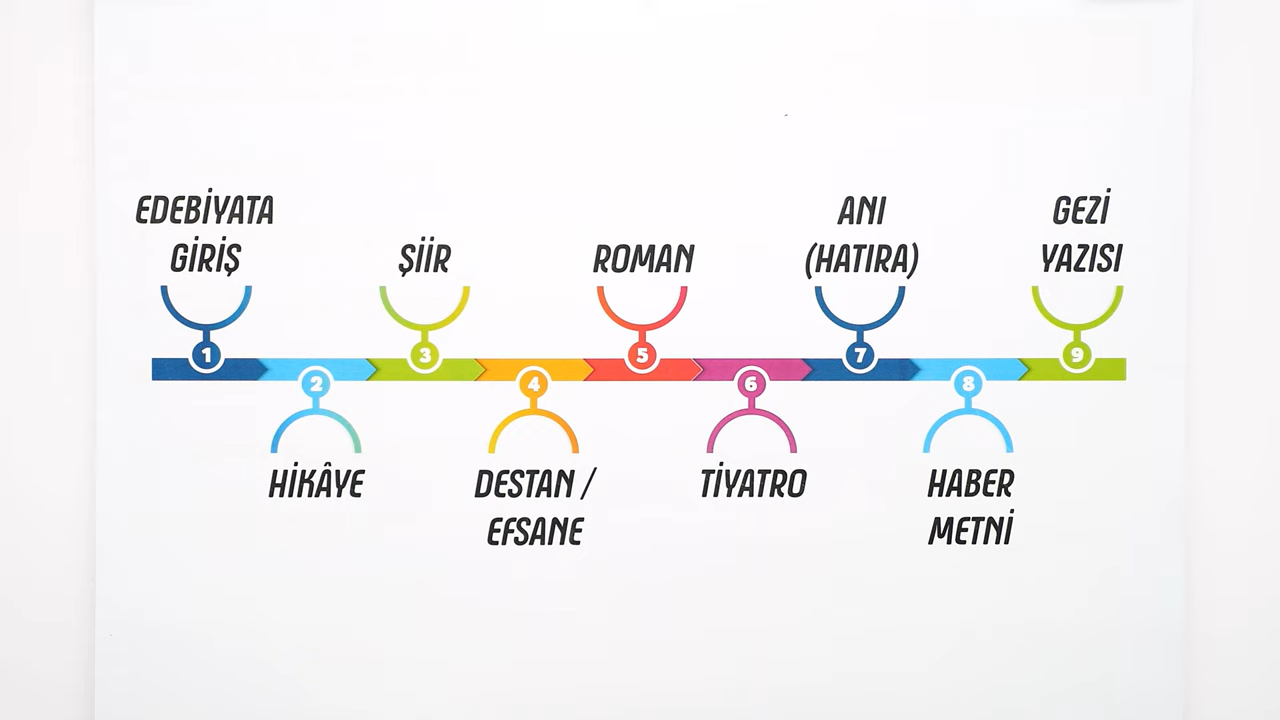 EDEBİYATA
GİRİŞ
1
HİKÂYE
2
ŞİİR
3
DESTAN /
EFSANE
4
ROMAN
5
TİYATRO
6
ANI
(HATIRA)
7
HABER
METNİ
8
GEZİ
YAZISI
9